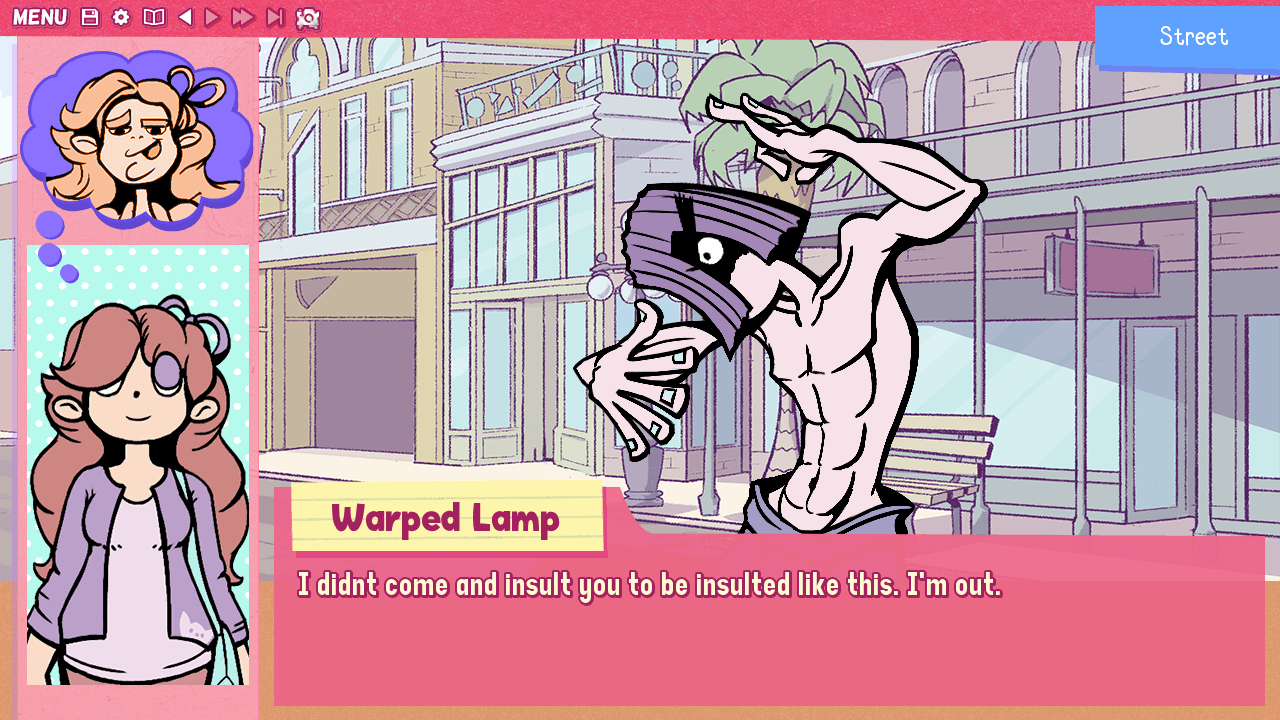 MENU
Street
Warped Lamp
I didnt come and insult you to be insulted like this. I'm out.